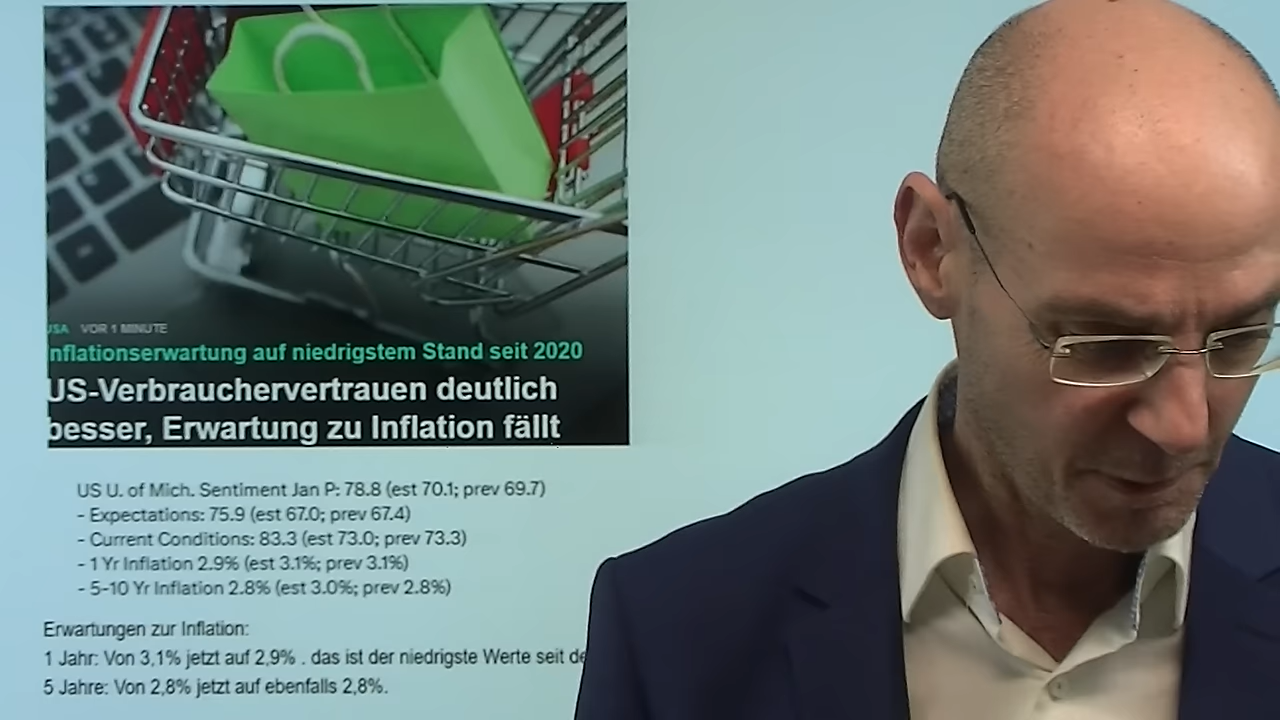 USA VOR 1 MINUTE
Inflationserwartung auf niedrigstem Stand seit 2020
US-Verbrauchervertrauen deutlich
besser, Erwartung zu Inflation fällt
US U. of Mich. Sentiment Jan P: 78.8 (est 70.1; prev 69.7)
- Expectations: 75.9 (est 67.0; prev 67.4)
- Current Conditions: 83.3 (est 73.0; prev 73.3)
- 1 Yr Inflation 2.9% (est 3.1%; prev 3.1%)
- 5-10 Yr Inflation 2.8% (est 3.0%; prev 2.8%)
Erwartungen zur Inflation:
1 Jahr: Von 3,1% jetzt auf 2,9% . das ist der niedrigste Werte seit de
5 Jahre: Von 2,8% jetzt auf ebenfalls 2,8%.